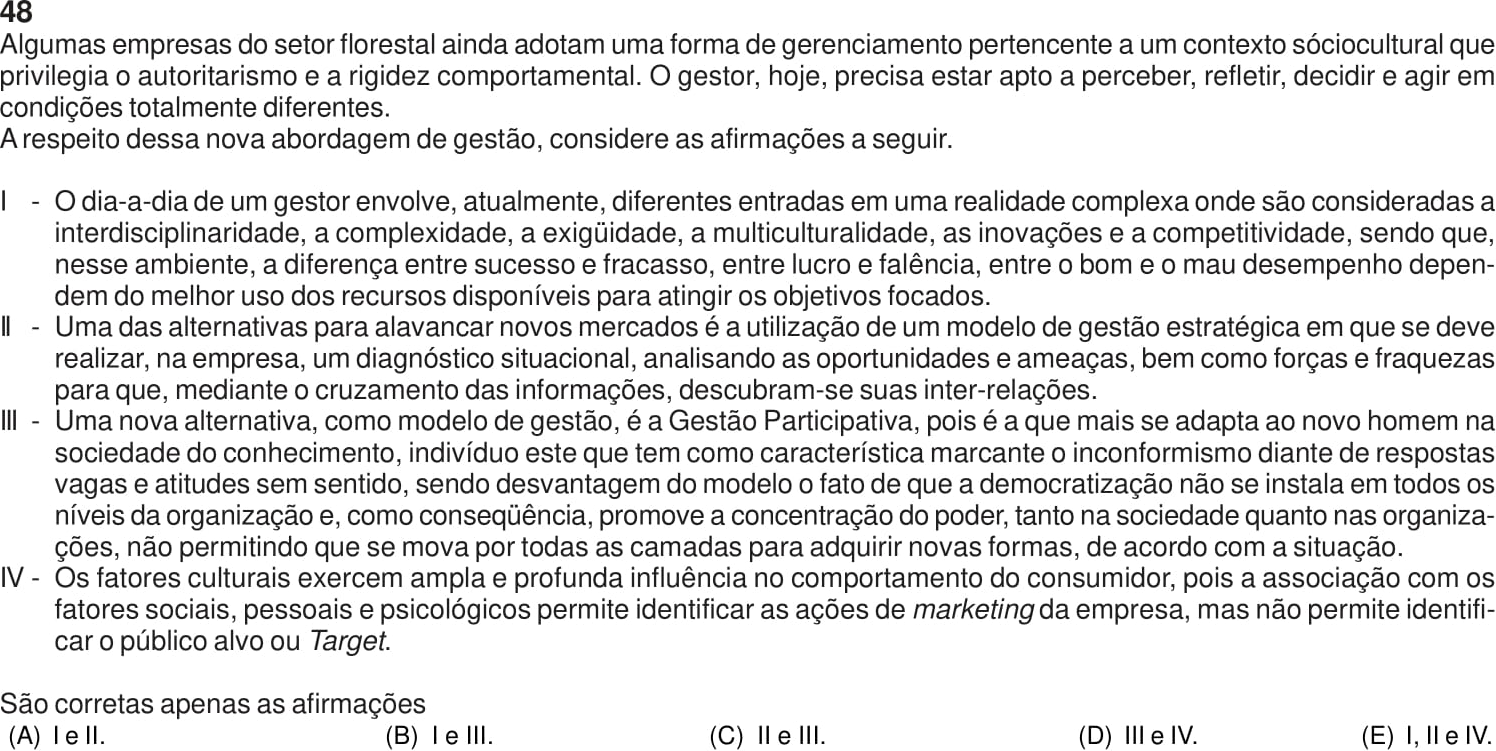 48
Algumas empresas do setor florestal ainda adotam uma forma de gerenciamento pertencente a um contexto sóciocultural que
privilegia o autoritarismo e a rigidez comportamental. O gestor, hoje, precisa estar apto a perceber, refletir, decidir e agir em
condições totalmente diferentes.
A respeito dessa nova abordagem de gestão, considere as afirmações a seguir.
I - O dia-a-dia de um gestor envolve, atualmente, diferentes entradas em uma realidade complexa onde são consideradas a
interdisciplinaridade, a complexidade, a exigüidade, a multiculturalidade, as inovações e a competitividade, sendo que,
nesse ambiente, a diferença entre sucesso e fracasso, entre lucro e falência, entre o bom e o mau desempenho depen-
dem do melhor uso dos recursos disponíveis para atingir os objetivos focados.
II - Uma das alternativas para alavancar novos mercados é a utilização de um modelo de gestão estratégica em que se deve
realizar, na empresa, um diagnóstico situacional, analisando as oportunidades e ameaças, bem como forças e fraquezas
para que, mediante o cruzamento das informações, descubram-se suas inter-relações.
III - Uma nova alternativa, como modelo de gestão, é a Gestão Participativa, pois é a que mais se adapta ao novo homem na
sociedade do conhecimento, indivíduo este que tem como característica marcante o inconformismo diante de respostas
vagas e atitudes sem sentido, sendo desvantagem do modelo o fato de que a democratização não se instala em todos os
níveis da organização e, como conseqüência, promove a concentração do poder, tanto na sociedade quanto nas organiza-
ções, não permitindo que se mova por todas as camadas para adquirir novas formas, de acordo com a situação.
IV - Os fatores culturais exercem ampla e profunda influência no comportamento do consumidor, pois a associação com os
fatores sociais, pessoais e psicológicos permite identificar as ações de marketing da empresa, mas não permite identifi-
car o público alvo ou Target.
São corretas apenas as afirmações
(A) I e II. (B) I e III. (C) II e III. (D) III e IV. (E) I, II e IV.